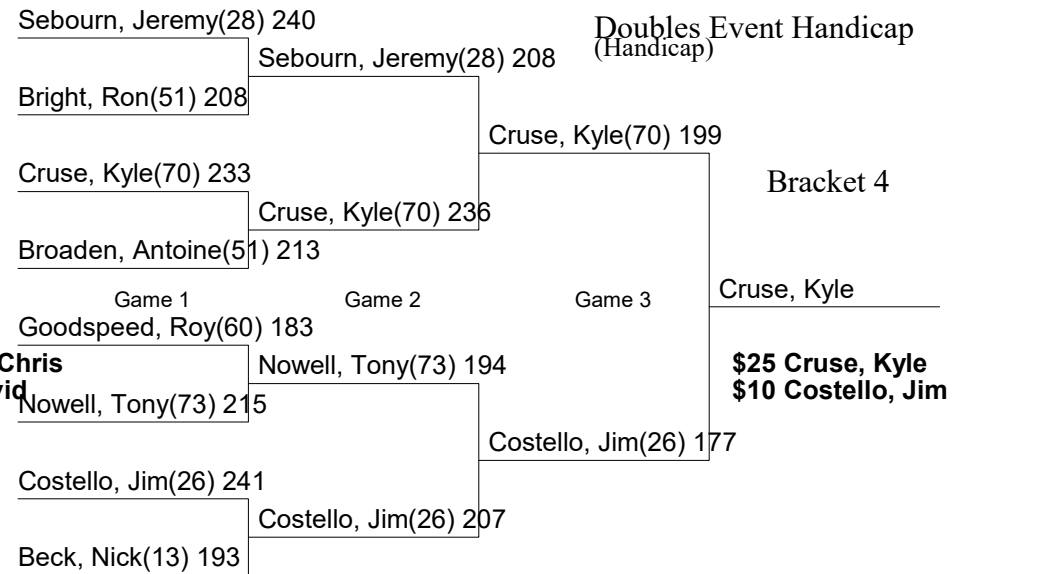 Sebourn, Jeremy(28) 240
Doubles Event Handicap
(Handicap)
Sebourn, Jeremy(28) 208
Bright, Ron(51) 208
Cruse, Kyle(70) 199
Cruse, Kyle(70) 233
Bracket 4
Cruse, Kyle(70) 236
Broaden, Antoine(51) 213
Game 1
Game 2
Game 3
Cruse, Kyle
Goodspeed, Roy(60) 183
Chris
Nowell, Tony(73) 194
$25 Cruse, Kyle
vid
Nowell, Tony(73) 215
$10 Costello, Jim
Costello, Jim(26) 177
Costello, Jim(26) 241
Costello, Jim(26) 207
Beck, Nick(13) 193